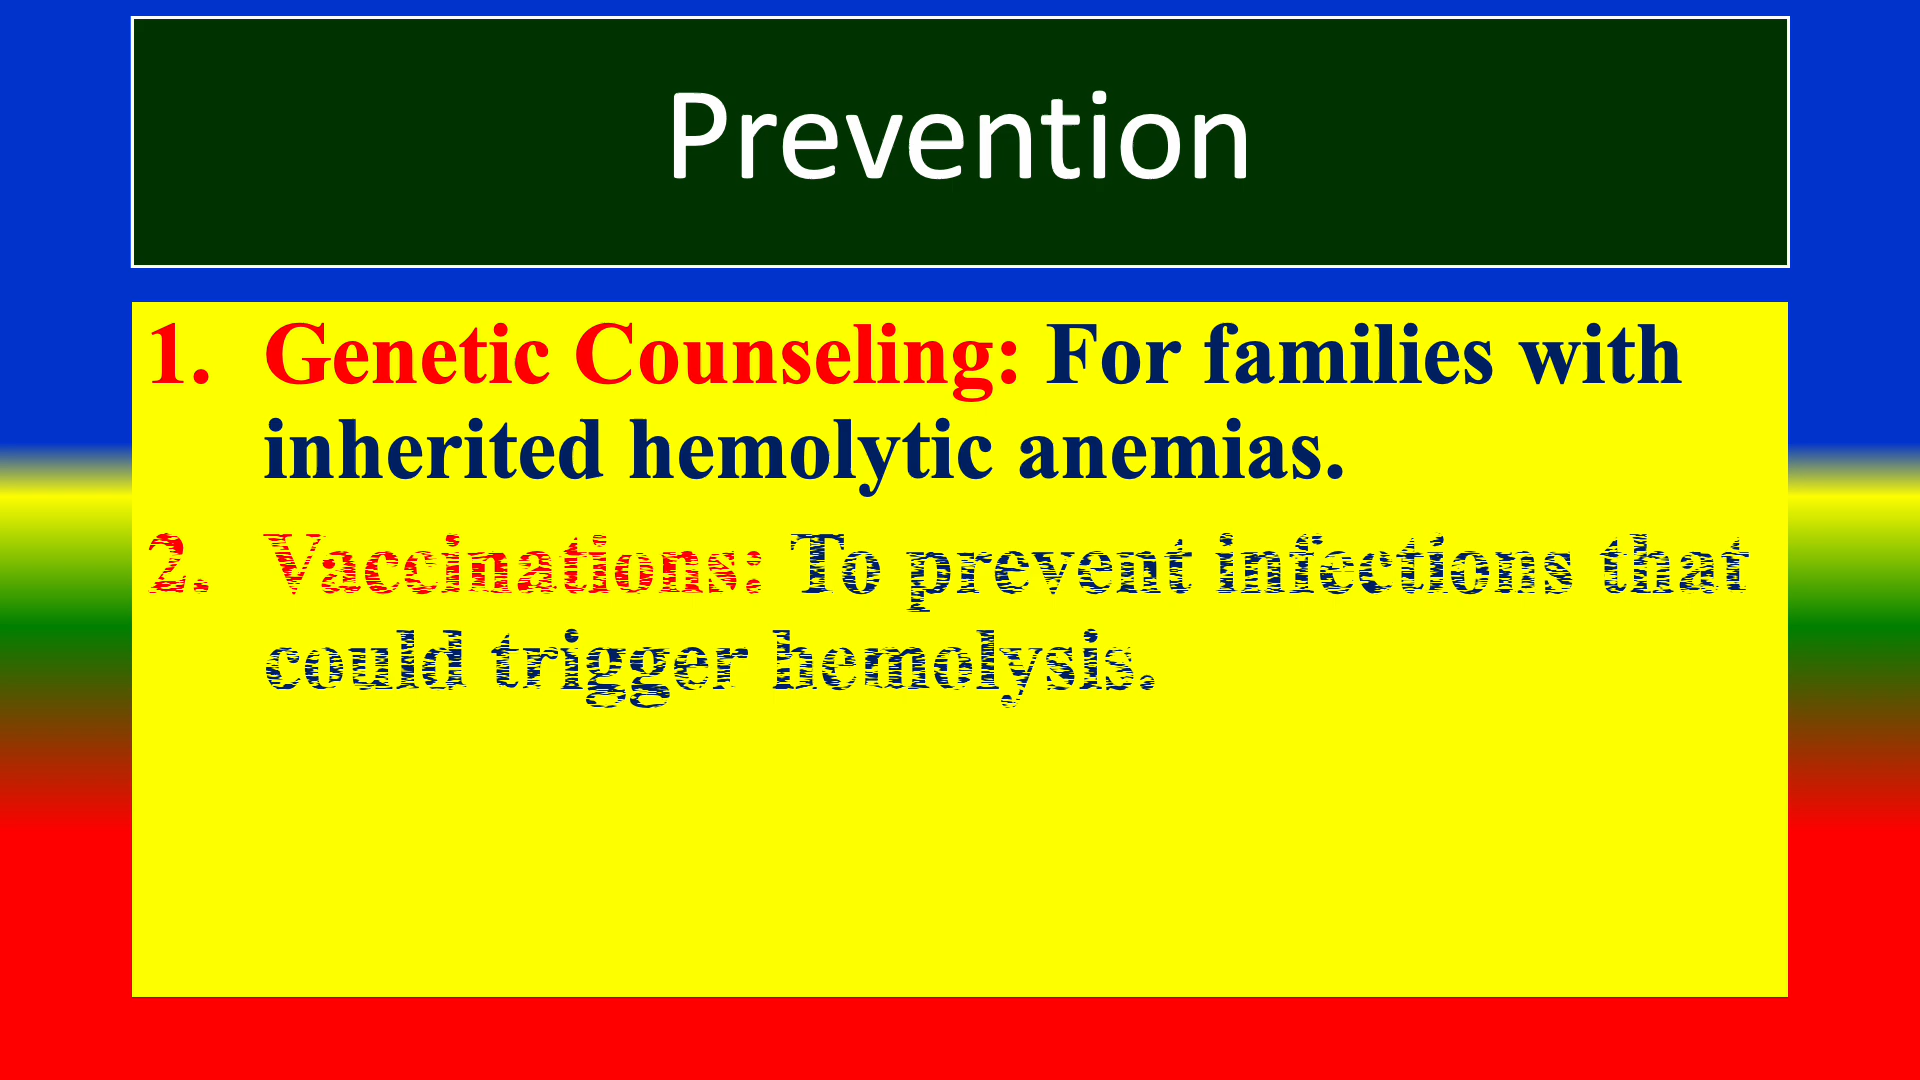 Prevention
1. Genetic Counseling: For families with
inherited hemolytic anemias.
2. Vaccinations: To prevent infections that
could trigger hemolysis.